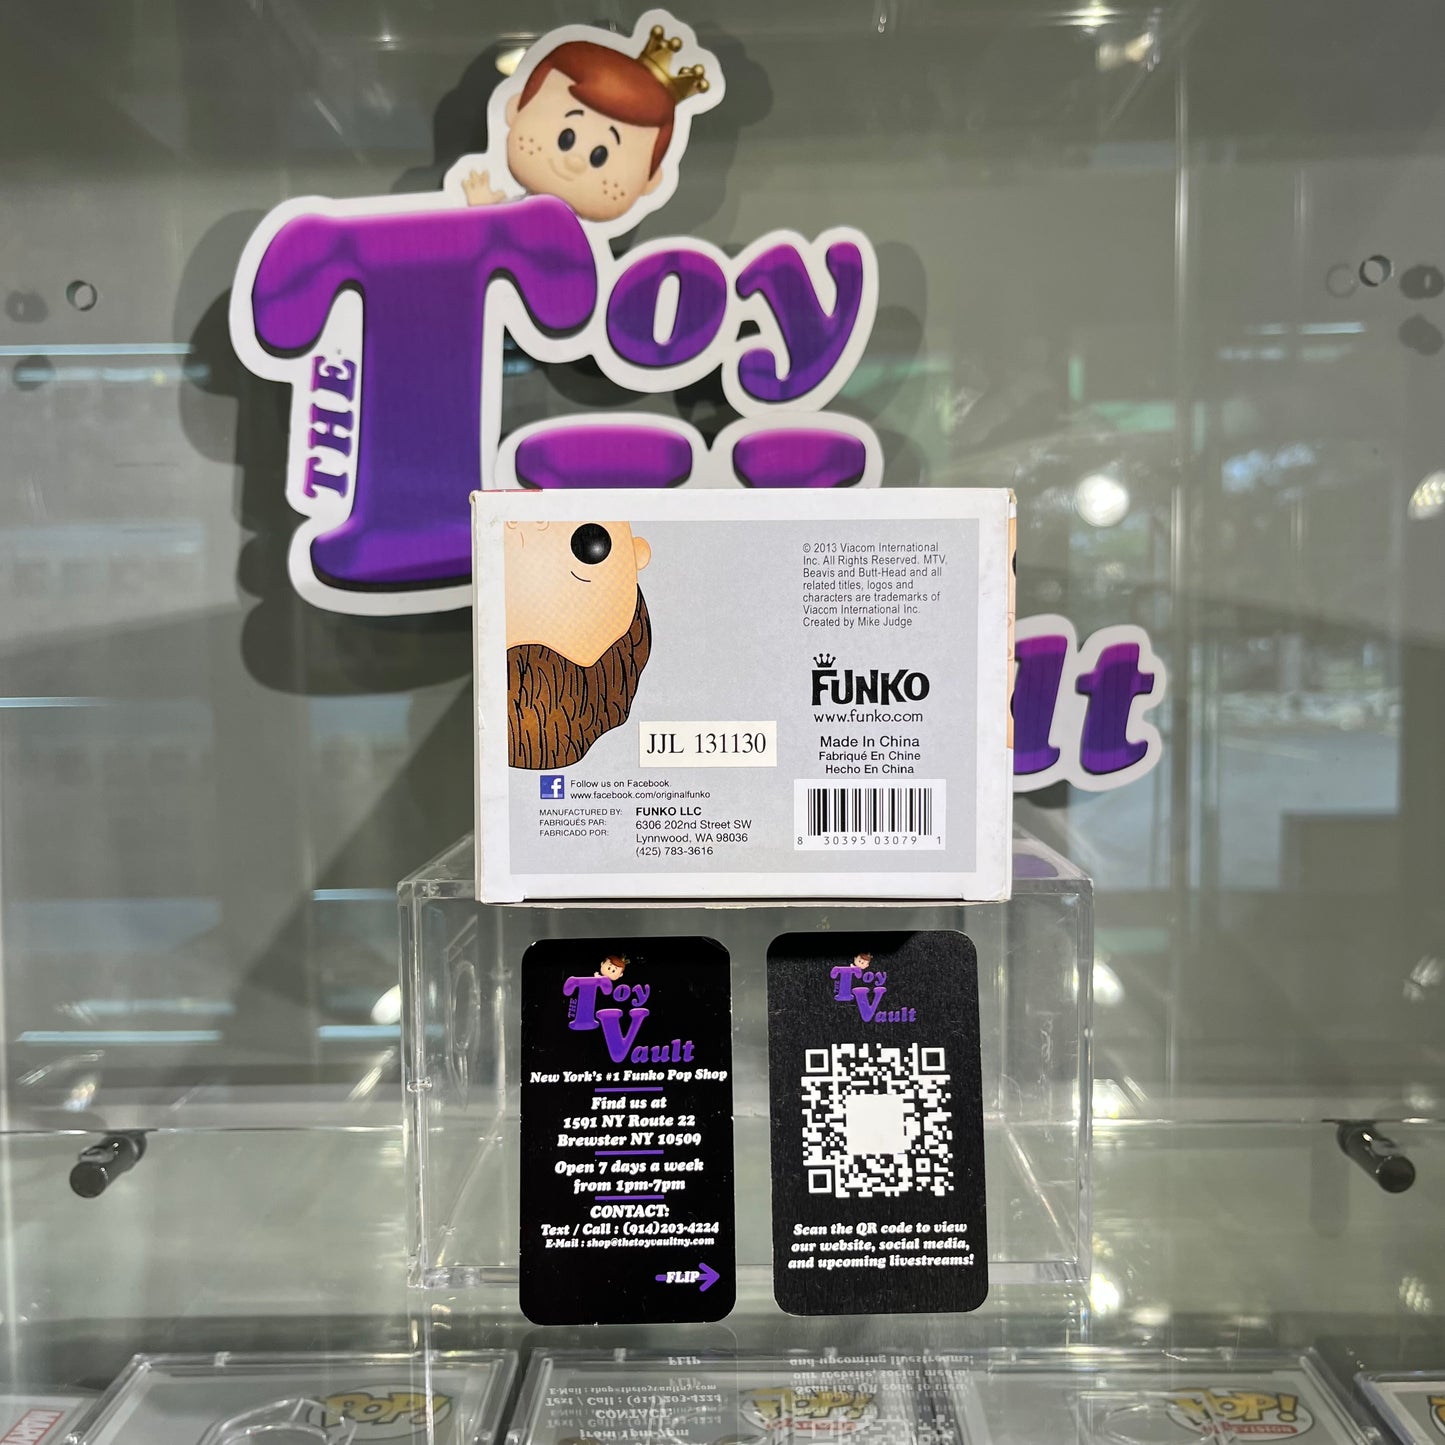 THE
Toy
ult
© 2013 Viacom International
Inc. All Rights Reserved. MTV,
Beavis and Butt-Head and all
related titles, logos and
characters are trademarks of
Viacom International Inc.
Created by Mike Judge
FUNKO
www.funko.com
Made In China
Fabriqué En Chine
Hecho En China
JJL 131130
f
Follow us on Facebook
www.facebook.com/originalfunko
MANUFACTURED BY:
FABRIQUÉS PAR:
FABRICADO POR:
FUNKO LLC
6306 202nd Street SW
Lynnwood, WA 98036
(425) 783-3616
8 30395 03079 1
THE Toy
Vault
New York's #1 Funko Pop Shop
Find us at
1591 NY Route 22
Brewster NY 10509
Open 7 days a week
from 1pm-7pm
CONTACT:
Text / Call : (914)203-4224
E-Mail : shop@thetoyvaultny.com
FLIP
THE Toy
Vault
Scan the QR code to view
our website, social media,
and upcoming livestreams!
MARVEL
POP!
POP!